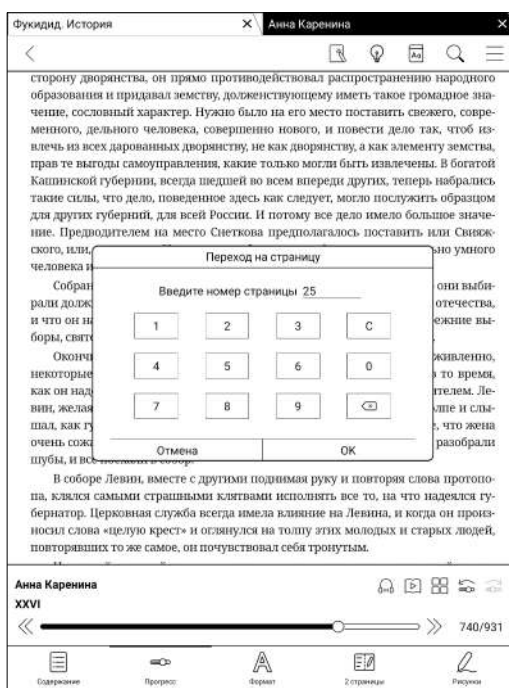 Фукидид. История
Анна Каренина
сторону дворянства, он прямо противодействовал распространению народного
образования и придавал земству, долженствующему иметь такое громадное зна-
чение, сословный характер. Нужно было на его место поставить свежего, совре-
менного, дельного человека, совершенно нового, и повести дело так, чтоб из-
влечь из всех дарованных дворянству, не как дворянству, а как элементу земства,
прав те выгоды самоуправления, какие только могли быть извлечены. В богатой
Кашинской губернии, всегда шедшей во всем впереди других, теперь набрались
такие силы, что дело, поведенное здесь как следует, могло послужить образцом
для других губерний, для всей России. И потому все дело имело большое значе-
ние. Предводителем на место Снеткова предполагалось поставить или Свияж-
ского, или, ьно умного
человека и
Переход на страницу
Собран они выби-
рали долж отечества,
и что он на ежние вы-
боры, свят
Введите номер страницы 25
1 2 3 C
Окончи живленно,
некоторые в то время,
как он над ителем. Ле-
4 5 6 0
вин, желая олпе и слы-
шал, как гу е, что жена
7 8 9
очень сожа разобрали
Отмена OK
шубы, и все поехали в собор.
В соборе Левин, вместе с другими поднимая руку и повторяя слова протопо-
па, клялся самыми страшными клятвами исполнять все то, на что надеялся гу-
бернатор. Церковная служба всегда имела влияние на Левина, и когда он произ-
носил слова «целую крест» и оглянулся на толпу этих молодых и старых людей,
повторявших то же самое, он почувствовал себя тронутым.
Анна Каренина
XXVI
740/931
Содержание Прогресс Формат 2 страницы Рисунки